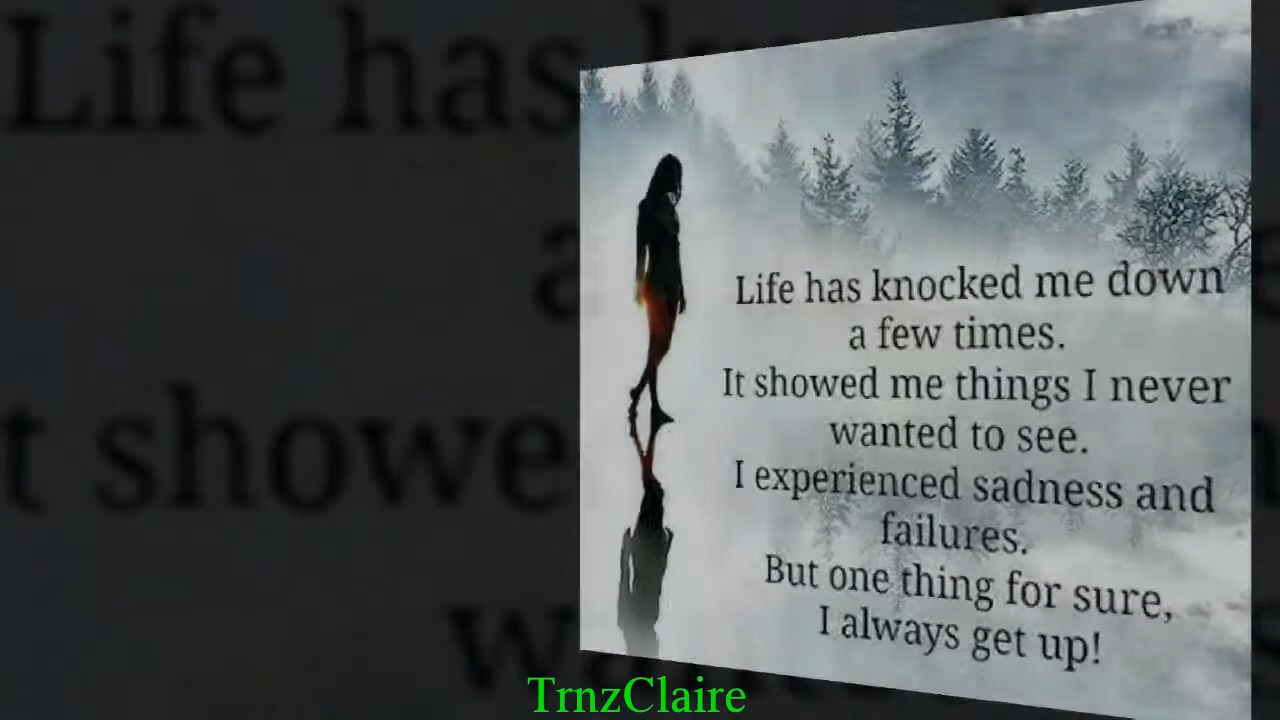 Life has knocked me down
a few times.
It showed me things I never
wanted to see.
I experienced sadness and
failures.
But one thing for sure,
I always get up!
TrnzClaire